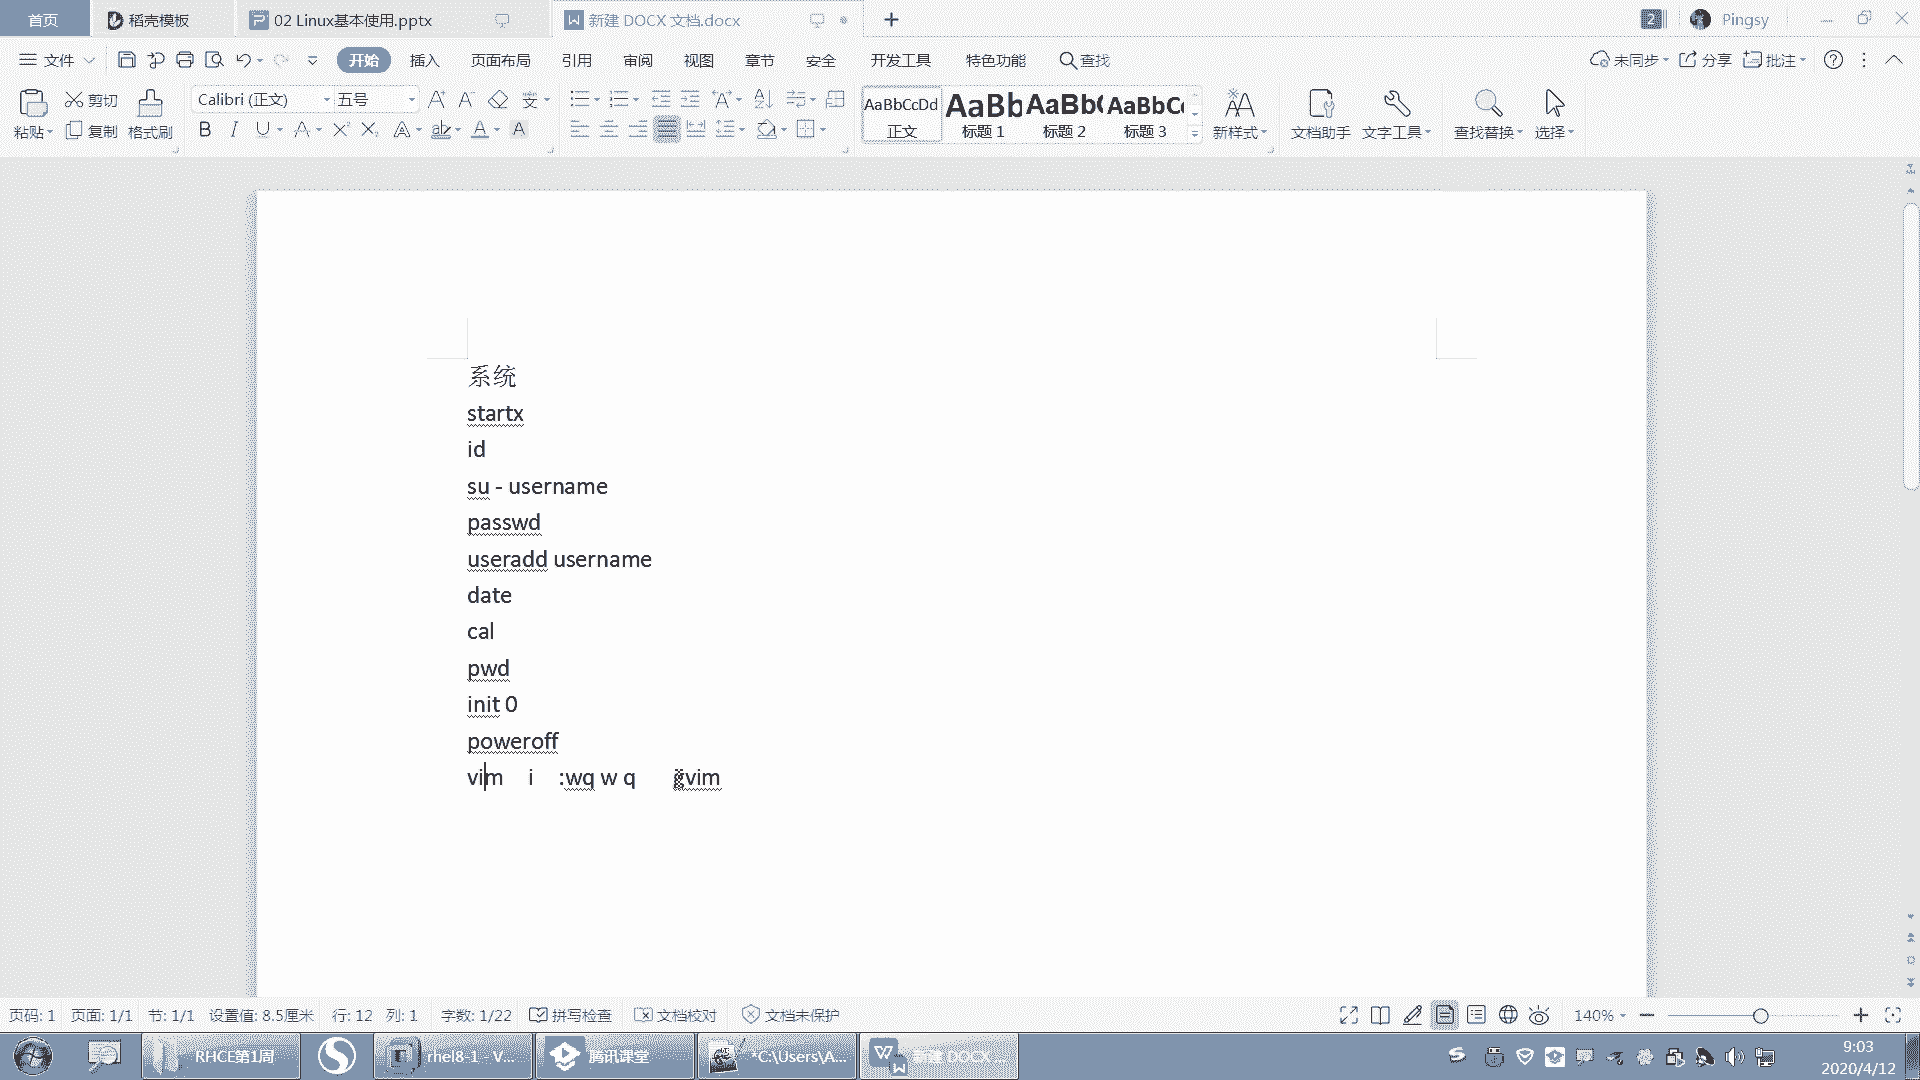 首页 稻壳模板 02 Linux基本使用.pptx 新建 DOCX 文档.docx 2 Pingsy
文件 开始 插入 页面布局 引用 审阅 视图 章节 安全 开发工具 特色功能 查找 未同步 分享 批注
粘贴 剪切 复制 格式刷 Calibri (正文) 五号
AaBbCcDd 正文 AaBb 标题 1 AaBb( 标题 2 AaBbC 标题 3 新样式 文档助手 文字工具 查找替换 选择
系统
startx
id
su - username
passwd
useradd username
date
cal
pwd
init 0
poweroff
vim i :wq w q gvim
页码: 1 页面: 1/1 节: 1/1 设置值: 8.5厘米 行: 12 列: 1 字数: 1/22 拼写检查 文档校对 文档未保护 140%
RHCE第1周 rhel8-1 - V... 腾讯课堂 *C:\Users\A... 新建 DOCX 9:03
2020/4/12